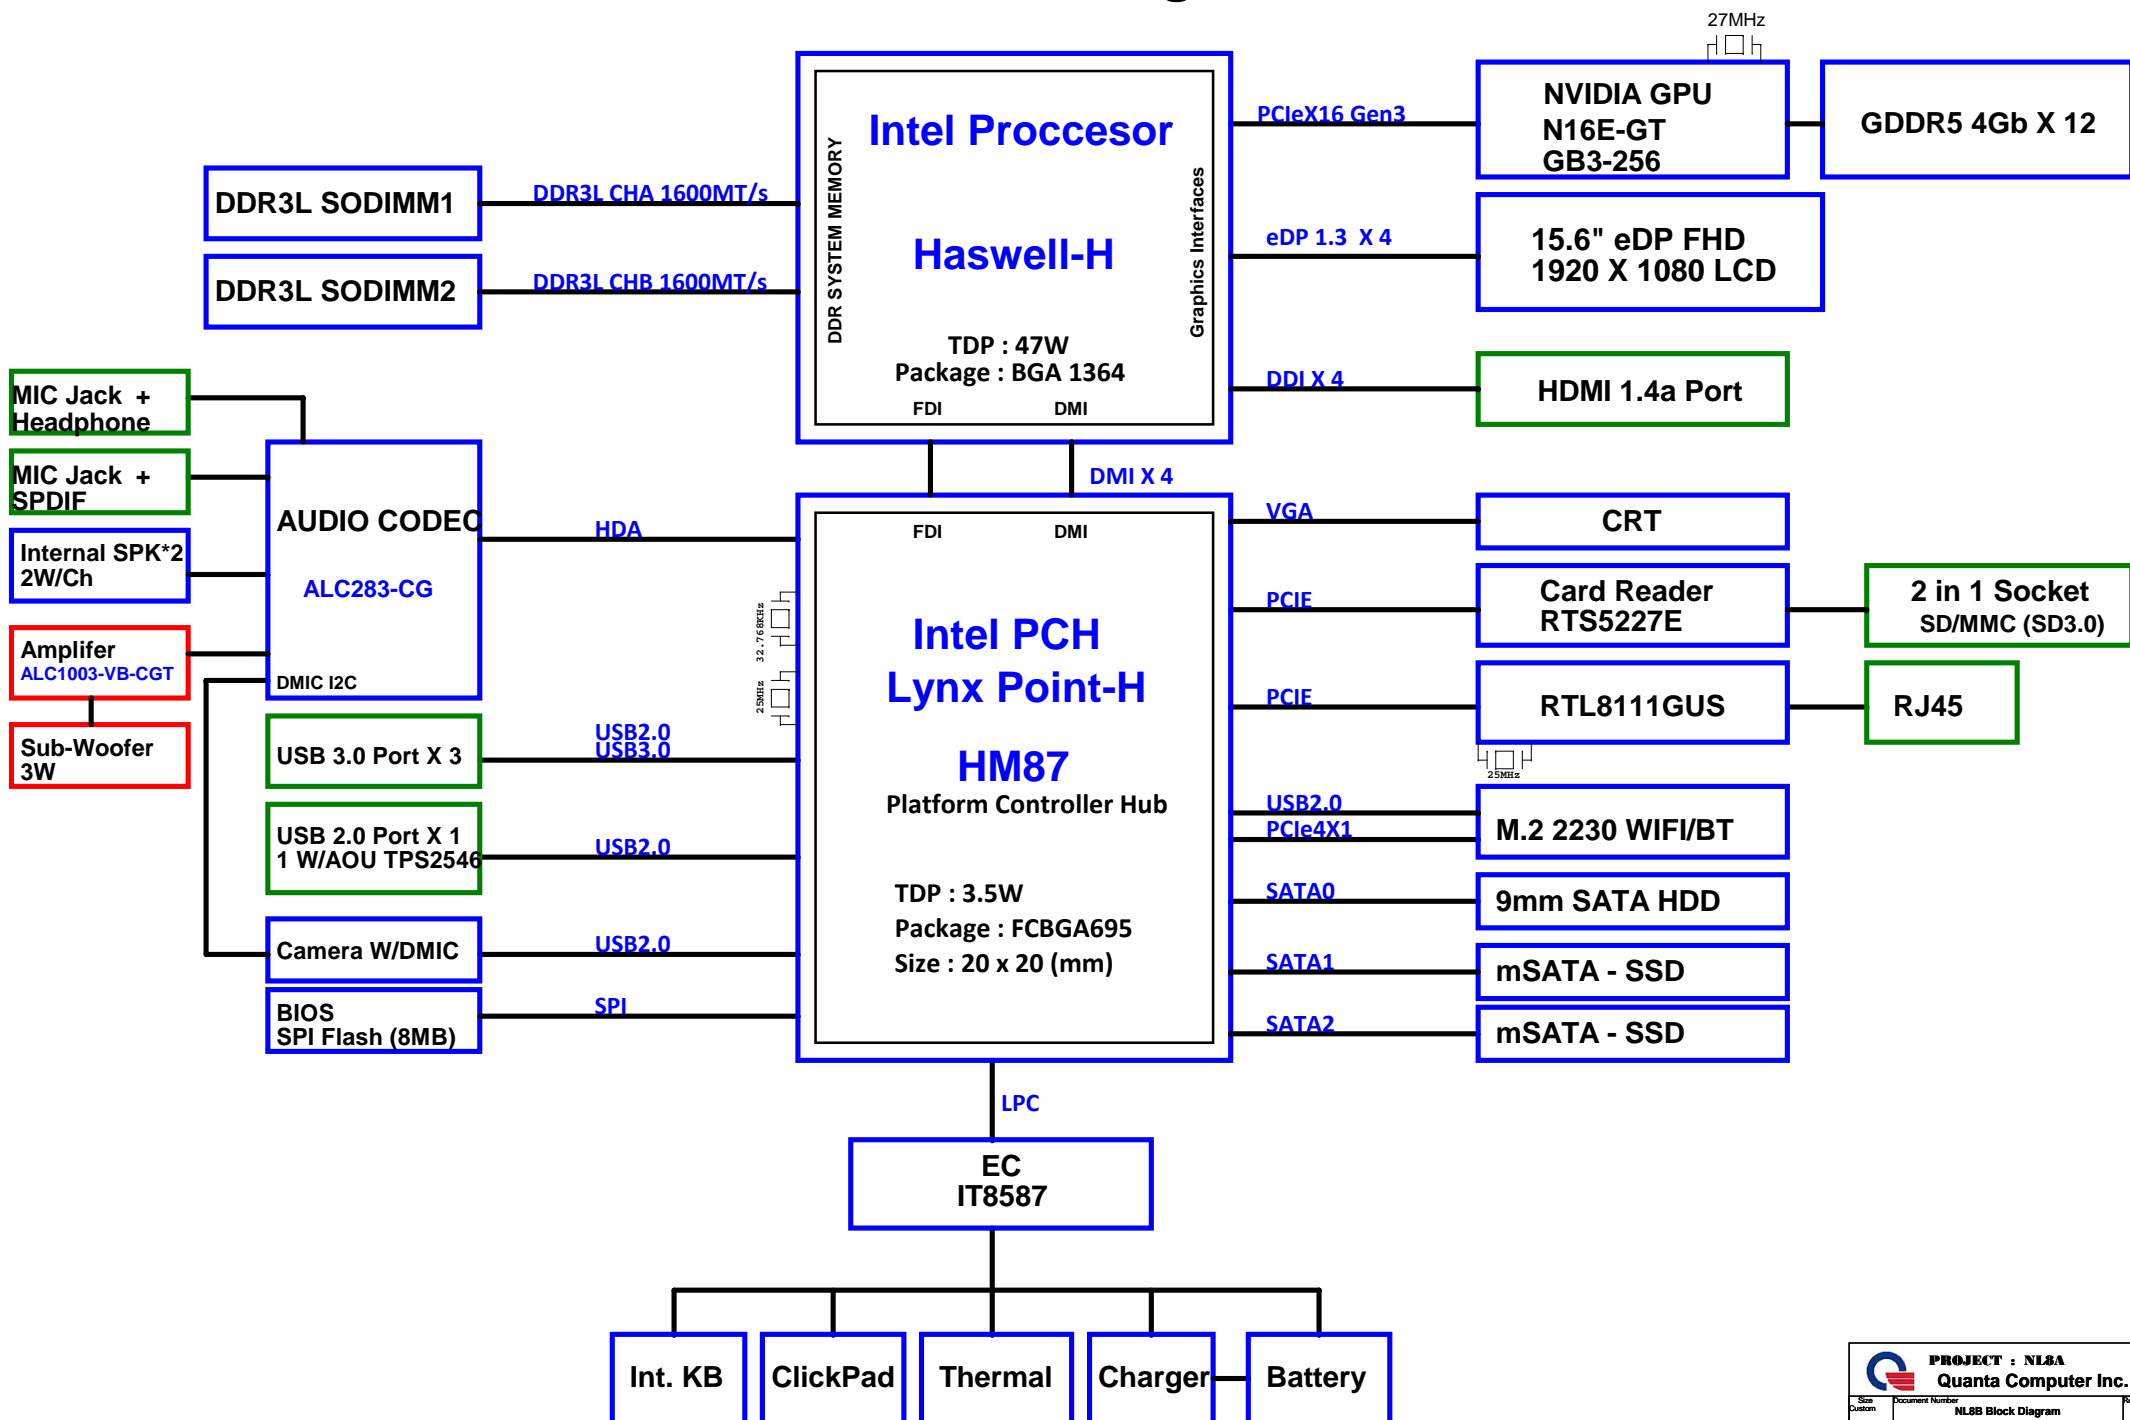 27MHz
Intel Proccesor
Haswell-H
DDR SYSTEM MEMORY
Graphics Interfaces
TDP : 47W
Package : BGA 1364
FDI
DMI
PCIeX16 Gen3
NVIDIA GPU
N16E-GT
GB3-256
GDDR5 4Gb X 12
DDR3L SODIMM1
DDR3L CHA 1600MT/s
DDR3L SODIMM2
DDR3L CHB 1600MT/s
eDP 1.3 X 4
15.6" eDP FHD
1920 X 1080 LCD
DDI X 4
HDMI 1.4a Port
DMI X 4
MIC Jack +
Headphone
MIC Jack +
SPDIF
Internal SPK*2
2W/Ch
Amplifer
ALC1003-VB-CGT
Sub-Woofer
3W
AUDIO CODEC
ALC283-CG
DMIC I2C
HDA
USB 3.0 Port X 3
USB2.0
USB3.0
USB 2.0 Port X 1
1 W/AOU TPS2546
USB2.0
Camera W/DMIC
USB2.0
BIOS
SPI Flash (8MB)
SPI
32.768KHz
25MHz
FDI
DMI
Intel PCH
Lynx Point-H
HM87
Platform Controller Hub
TDP : 3.5W
Package : FCBGA695
Size : 20 x 20 (mm)
VGA
CRT
PCIE
Card Reader
RTS5227E
2 in 1 Socket
SD/MMC (SD3.0)
PCIE
RTL8111GUS
RJ45
25MHz
USB2.0
PCIe4X1
M.2 2230 WIFI/BT
SATA0
9mm SATA HDD
SATA1
mSATA - SSD
SATA2
mSATA - SSD
LPC
EC
IT8587
Int. KB
ClickPad
Thermal
Charger
Battery
PROJECT : NL8A
Quanta Computer Inc.
Size
Custom
Document Number
NL8B Block Diagram